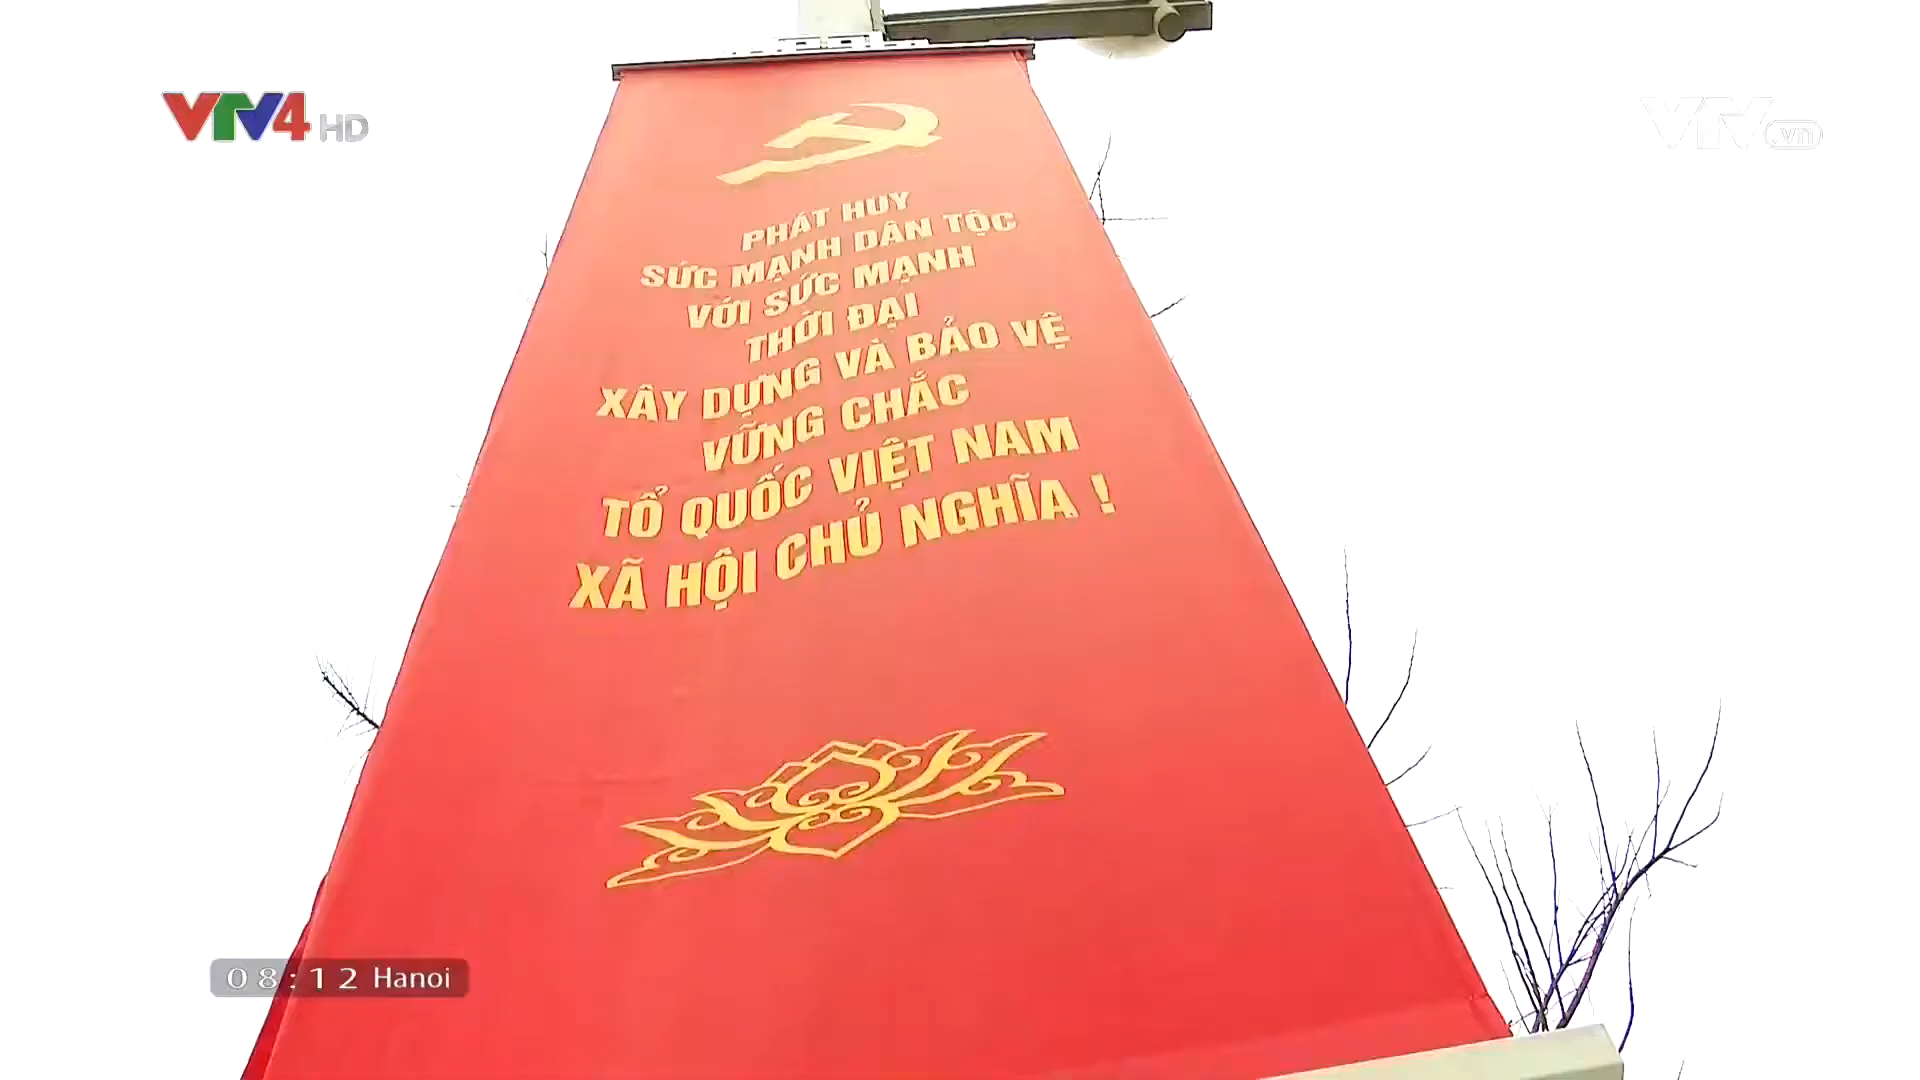 VTV4 HD
VTV.vn
PHÁT HUY
SỨC MẠNH DÂN TỘC
VỚI SỨC MẠNH
THỜI ĐẠI
XÂY DỰNG VÀ BẢO VỆ
VỮNG CHẮC
TỔ QUỐC VIỆT NAM
XÃ HỘI CHỦ NGHĨA !
08:12 Hanoi